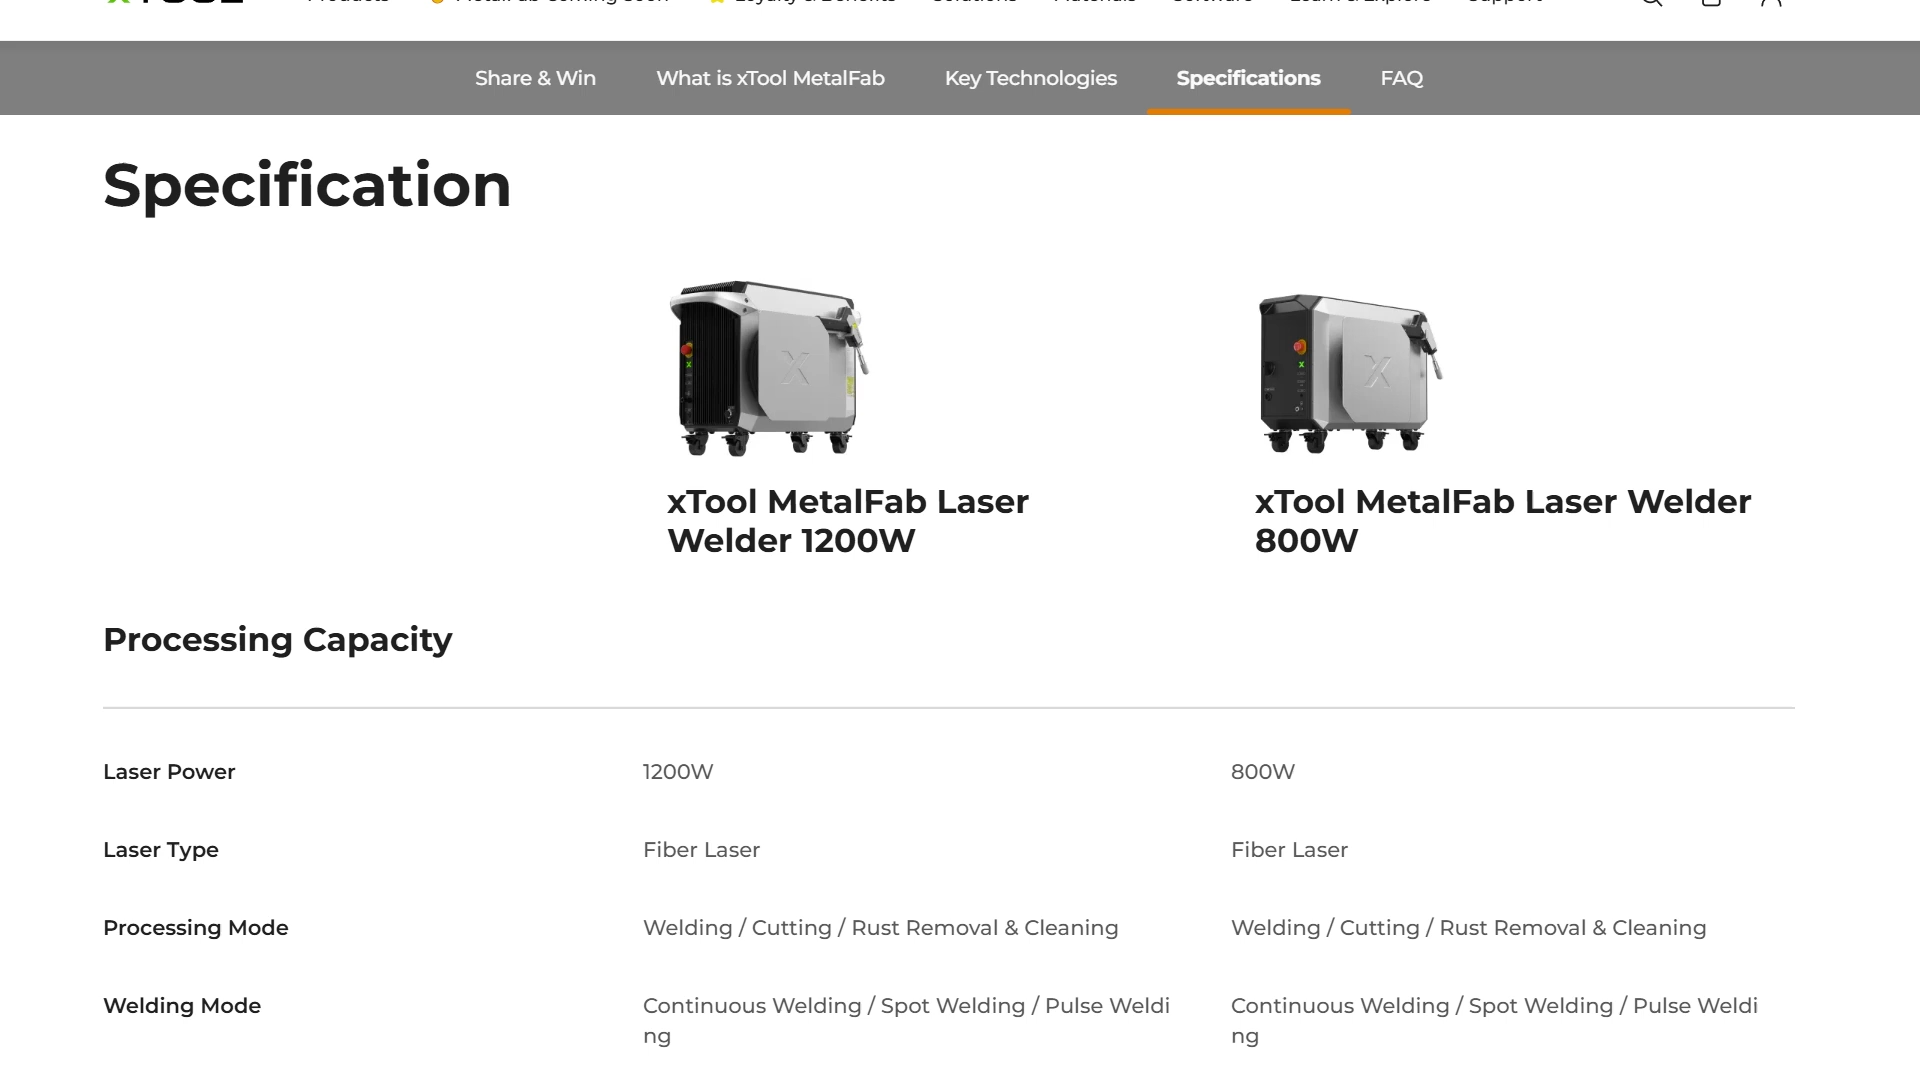 Share & Win
What is xTool MetalFab
Key Technologies
Specifications
FAQ
Specification
xTool MetalFab Laser
Welder 1200W
xTool MetalFab Laser Welder
800W
Processing Capacity
Laser Power
1200W
800W
Laser Type
Fiber Laser
Fiber Laser
Processing Mode
Welding / Cutting / Rust Removal & Cleaning
Welding / Cutting / Rust Removal & Cleaning
Welding Mode
Continuous Welding / Spot Welding / Pulse Weldi
ng
Continuous Welding / Spot Welding / Pulse Weldi
ng